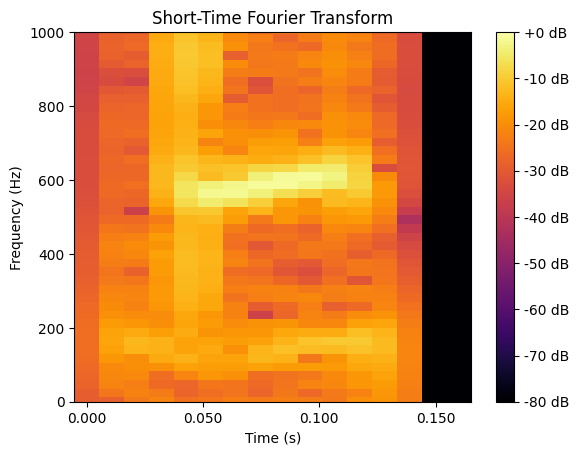 Short-Time Fourier Transform
1000
800
600
400
200
0
Frequency (Hz)
0.000
0.050
0.100
0.150
Time (s)
+0 dB
-10 dB
-20 dB
-30 dB
-40 dB
-50 dB
-60 dB
-70 dB
-80 dB